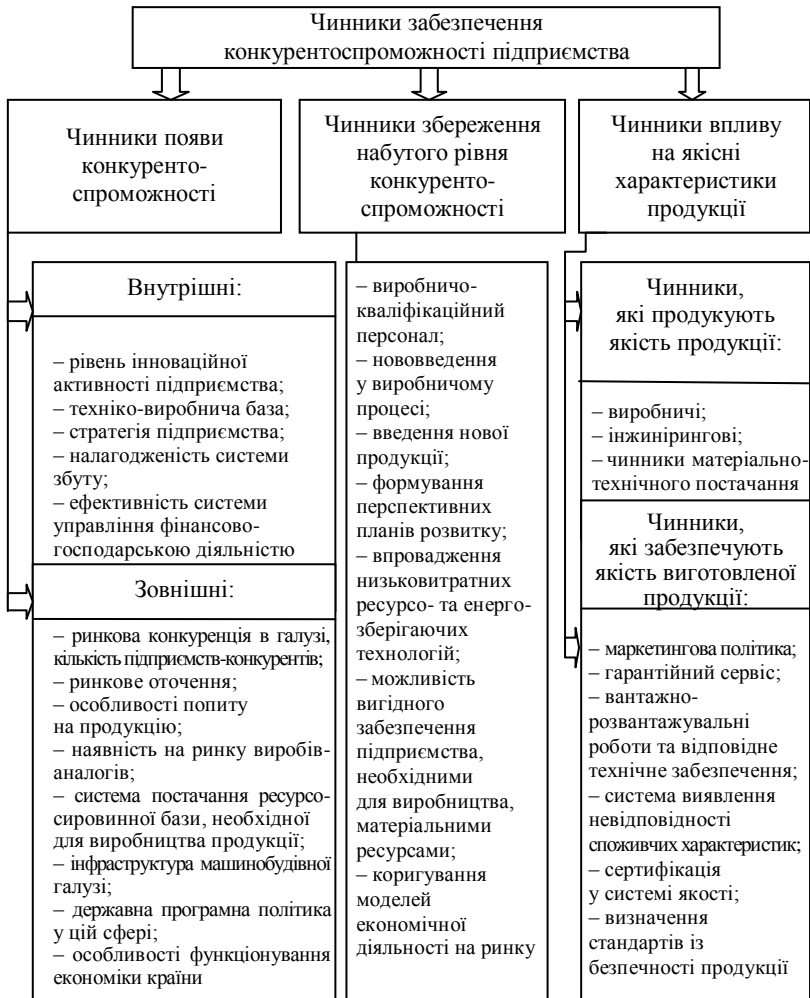 Чинники забезпечення
конкурентоспроможності підприємства
Чинники появи
конкуренто-
спроможності
Чинники збереження
набутого рівня
конкуренто-
спроможності
Чинники впливу
на якісні
характеристики
продукції
Внутрішні:
– рівень інноваційної
активності підприємства;
– техніко-виробнича база;
– стратегія підприємства;
– налагодженість системи
збуту;
– ефективність системи
управління фінансово-
господарською діяльністю
Зовнішні:
– ринкова конкуренція в галузі,
кількість підприємств-конкурентів;
– ринкове оточення;
– особливості попиту
на продукцію;
– наявність на ринку виробів-
аналогів;
– система постачання ресурсо-
сировинної бази, необхідної
для виробництва продукції;
– інфраструктура машинобудівної
галузі;
– державна програмна політика
у цій сфері;
– особливості функціонування
економіки країни
– виробничо-
кваліфікаційний
персонал;
– нововведення
у виробничому
процесі;
– введення нової
продукції;
– формування
перспективних
планів розвитку;
– впровадження
низьковитратних
ресурсо- та енерго-
зберігаючих
технологій;
– можливість
вигідного
забезпечення
підприємства,
необхідними
для виробництва,
матеріальними
ресурсами;
– коригування
моделей
економічної
діяльності на ринку
Чинники,
які продукують
якість продукції:
– виробничі;
– інжинірингові;
– чинники матеріально-
технічного постачання
Чинники,
які забезпечують
якість виготовленої
продукції:
– маркетингова політика;
– гарантійний сервіс;
– вантажно-
розвантажувальні
роботи та відповідне
технічне забезпечення;
– система виявлення
невідповідності
споживчих характеристик;
– сертифікація
у системі якості;
– визначення
стандартів із
безпечності продукції